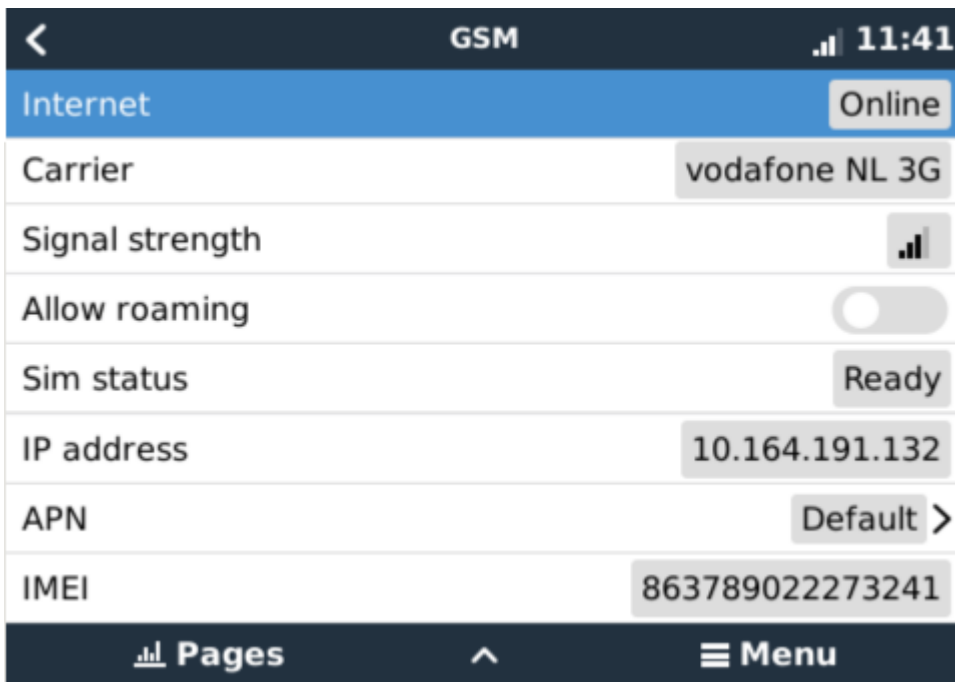 GSM 11:41
Internet Online
Carrier vodafone NL 3G
Signal strength
Allow roaming
Sim status Ready
IP address 10.164.191.132
APN Default
IMEI 863789022273241
Pages Menu